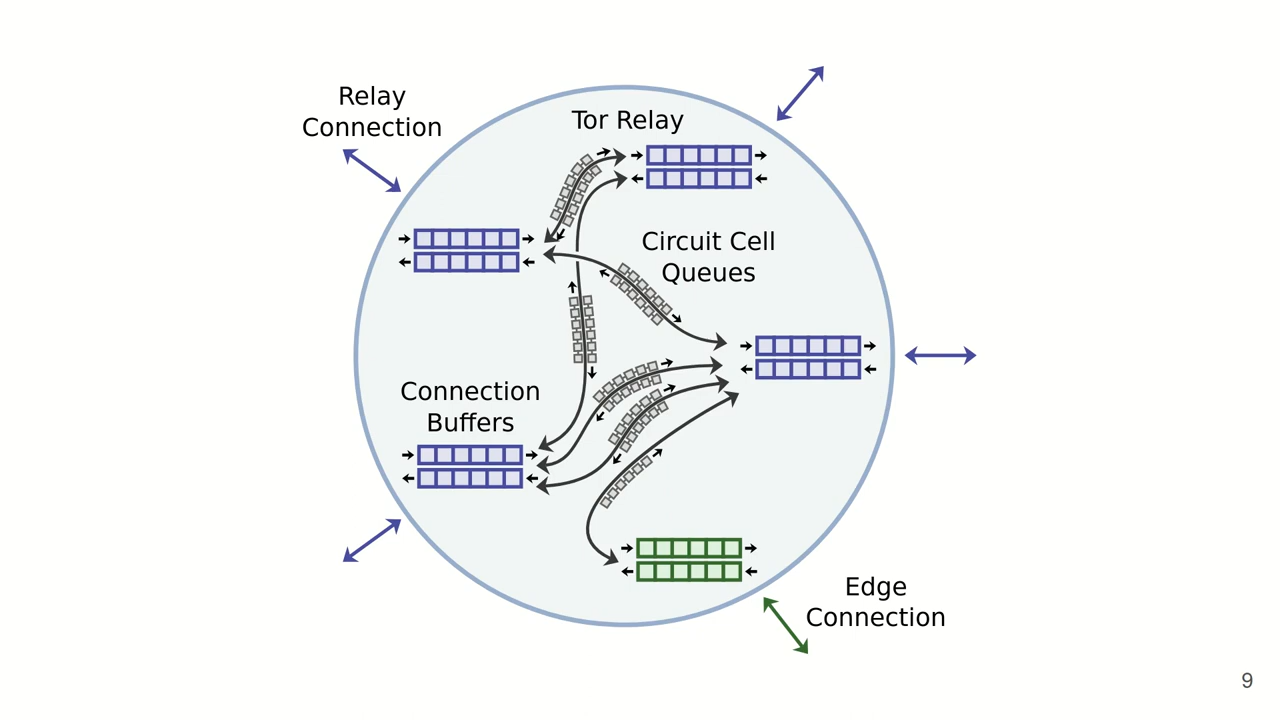 Relay
Connection
Tor Relay
Circuit Cell
Queues
Connection
Buffers
Edge
Connection
9